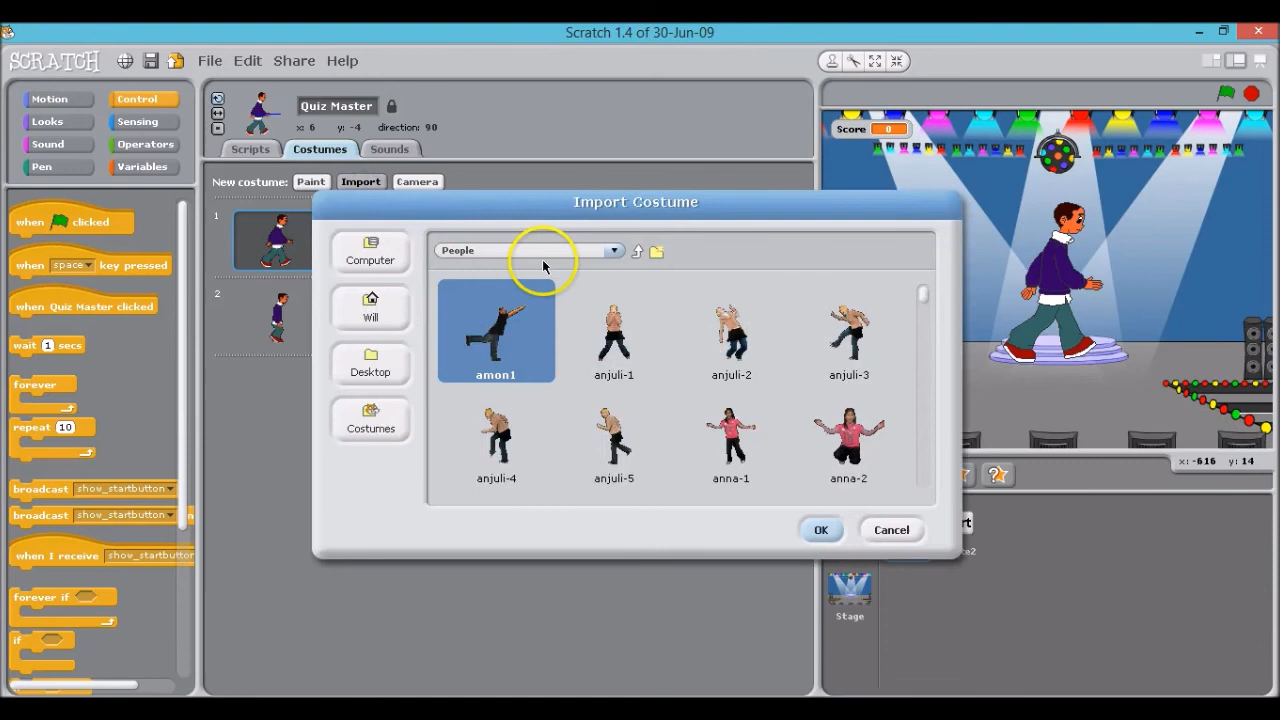 Scratch 1.4 of 30-Jun-09
SCRATCH File Edit Share Help
Motion Control
Looks Sensing
Sound Operators
Pen Variables
when clicked
when space key pressed
when Quiz Master clicked
wait 1 secs
forever
repeat 10
broadcast show_startbutton
broadcast show_startbutton
when I receive show_startbutton
forever if
if
Quiz Master
x: 6 y: -4 direction: 90
Scripts Costumes Sounds
New costume: Paint Import Camera
1
2
Import Costume
Computer
Will
Desktop
Costumes
People
amon1 anjuli-1 anjuli-2 anjuli-3
anjuli-4 anjuli-5 anna-1 anna-2
OK Cancel
Score 0
x: -616 y: 14
Stage